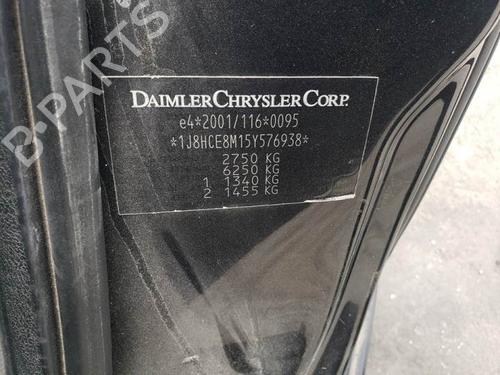 B-PARTS
DAIMLERCHRYSLER CORP.
e4*2001/116*0095
*1J8HCE8M15Y576938*
2750 KG
6250 KG
1 1340 KG
2 1455 KG